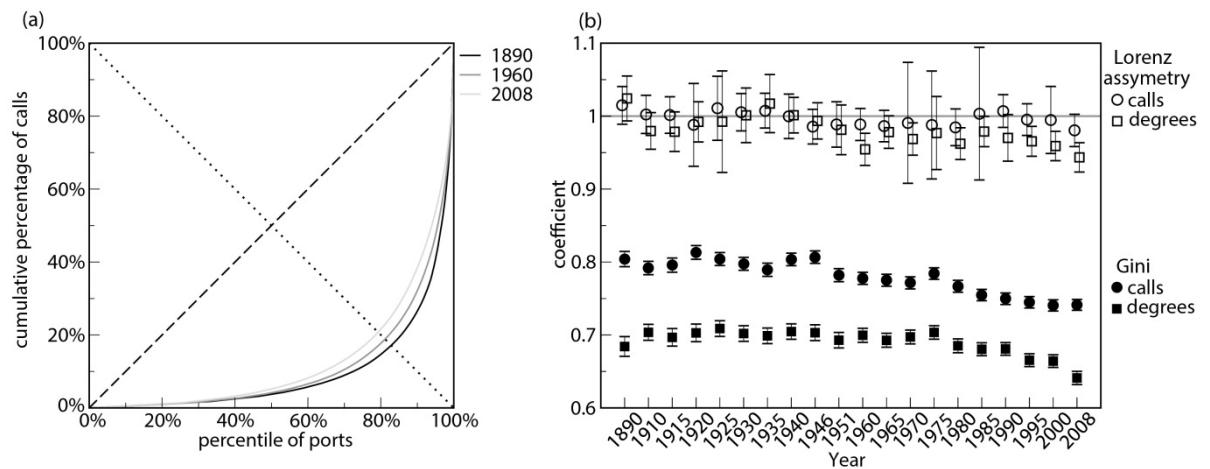 (a)
100%
80%
60%
40%
20%
0%
cumulative percentage of calls
0% 20% 40% 60% 80% 100%
percentile of ports
1890
1960
2008
(b)
1.1
1
0.9
0.8
0.7
0.6
coefficient
1890 1910 1915 1920 1925 1930 1935 1940 1946 1951 1960 1965 1970 1975 1980 1985 1990 1995 2000 2008
Year
Lorenz
assymetry
calls
degrees
Gini
calls
degrees